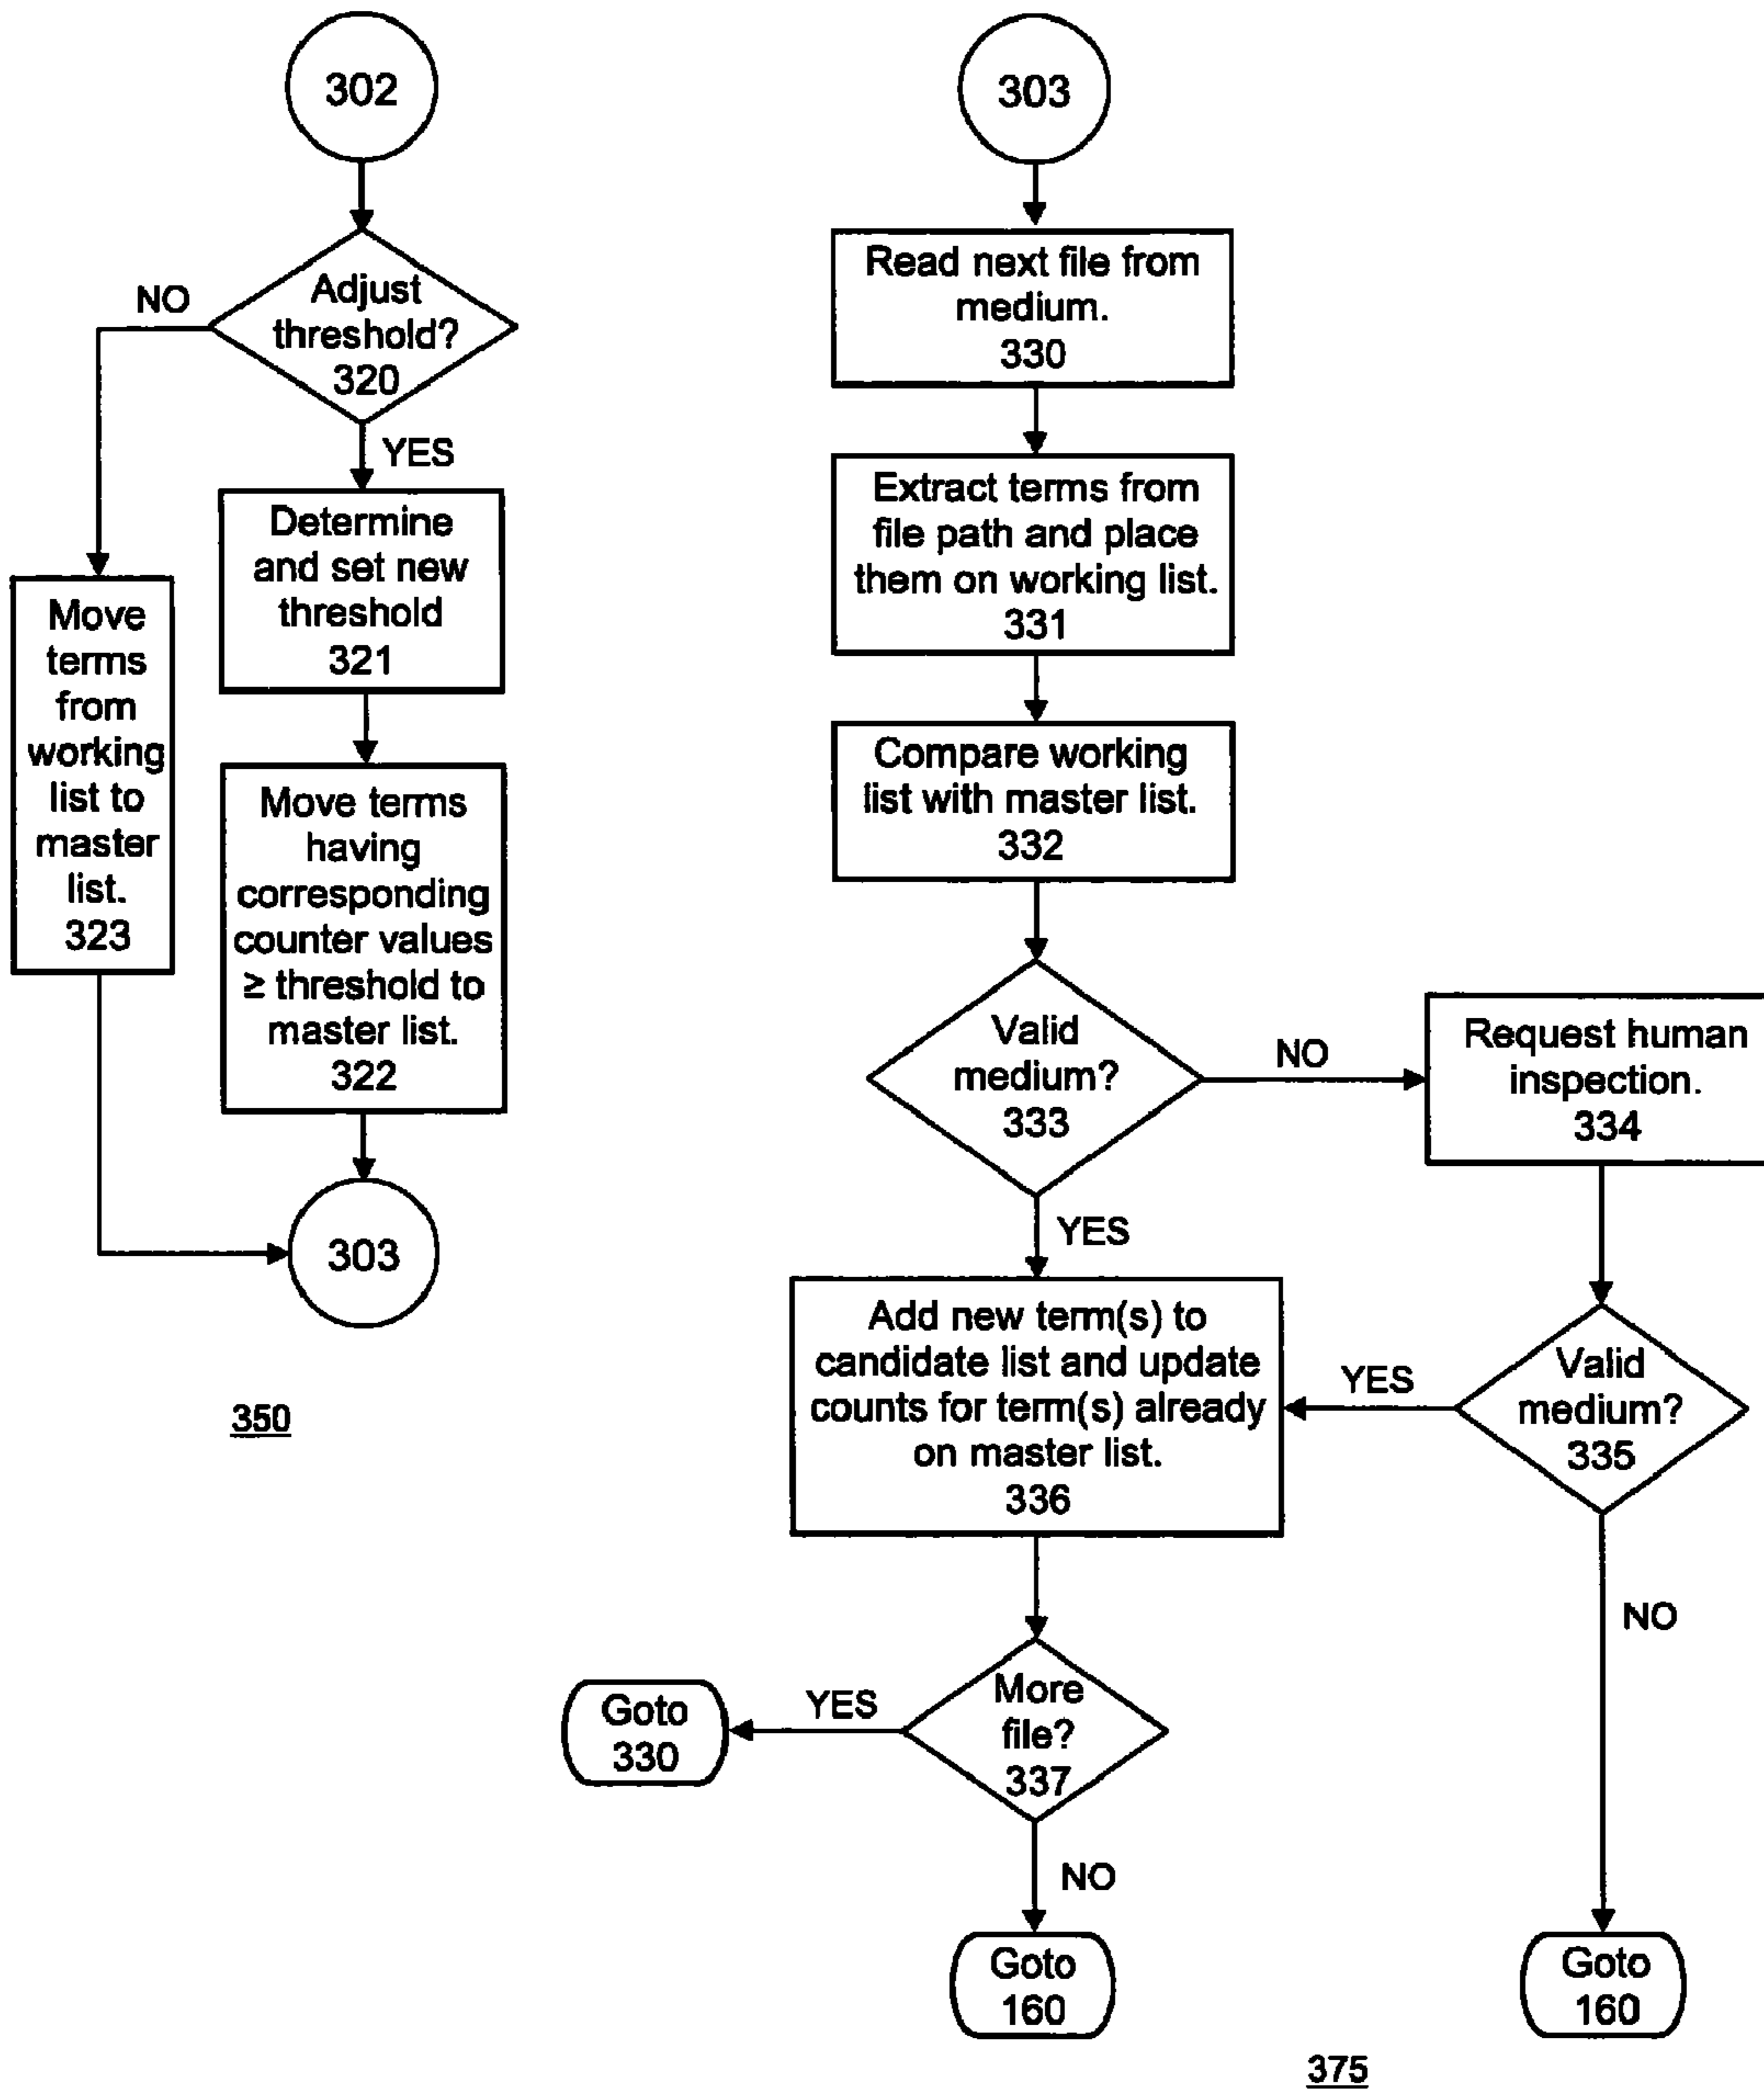 302
Adjust
threshold?
320
NO
YES
Determine
and set new
threshold
321
Move
terms
from
working
list to
master
list.
323
Move terms
having
corresponding
counter values
≥ threshold to
master list.
322
303
350
303
Read next file from
medium.
330
Extract terms from
file path and place
them on working list.
331
Compare working
list with master list.
332
Valid
medium?
333
NO
Request human
inspection.
334
YES
Add new term(s) to
candidate list and update
counts for term(s) already
on master list.
336
YES
Valid
medium?
335
NO
More
file?
337
YES
Goto
330
NO
Goto
160
Goto
160
375